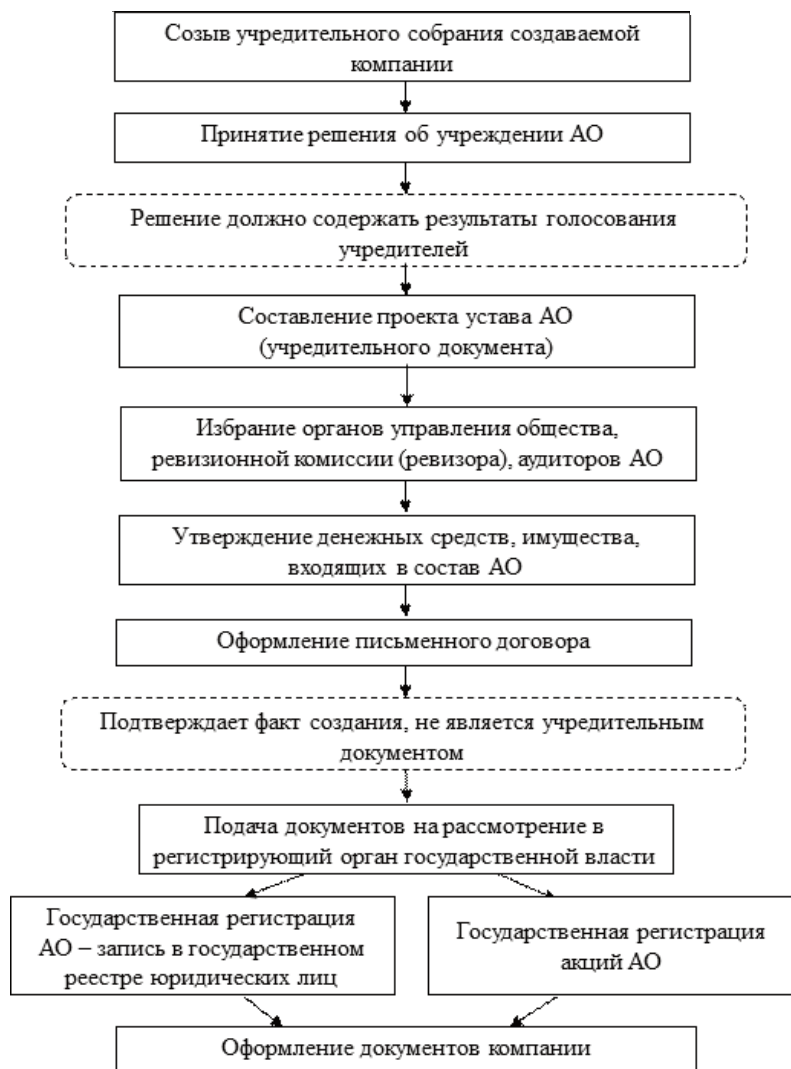 Созыв учредительного собрания создаваемой
компании
Принятие решения об учреждении АО
Решение должно содержать результаты голосования
учредителей
Составление проекта устава АО
(учредительного документа)
Избрание органов управления общества,
ревизионной комиссии (ревизора), аудиторов АО
Утверждение денежных средств, имущества,
входящих в состав АО
Оформление письменного договора
Подтверждает факт создания, не является учредительным
документом
Подача документов на рассмотрение в
регистрирующий орган государственной власти
Государственная регистрация
АО – запись в государственном
реестре юридических лиц
Государственная регистрация
акций АО
Оформление документов компании